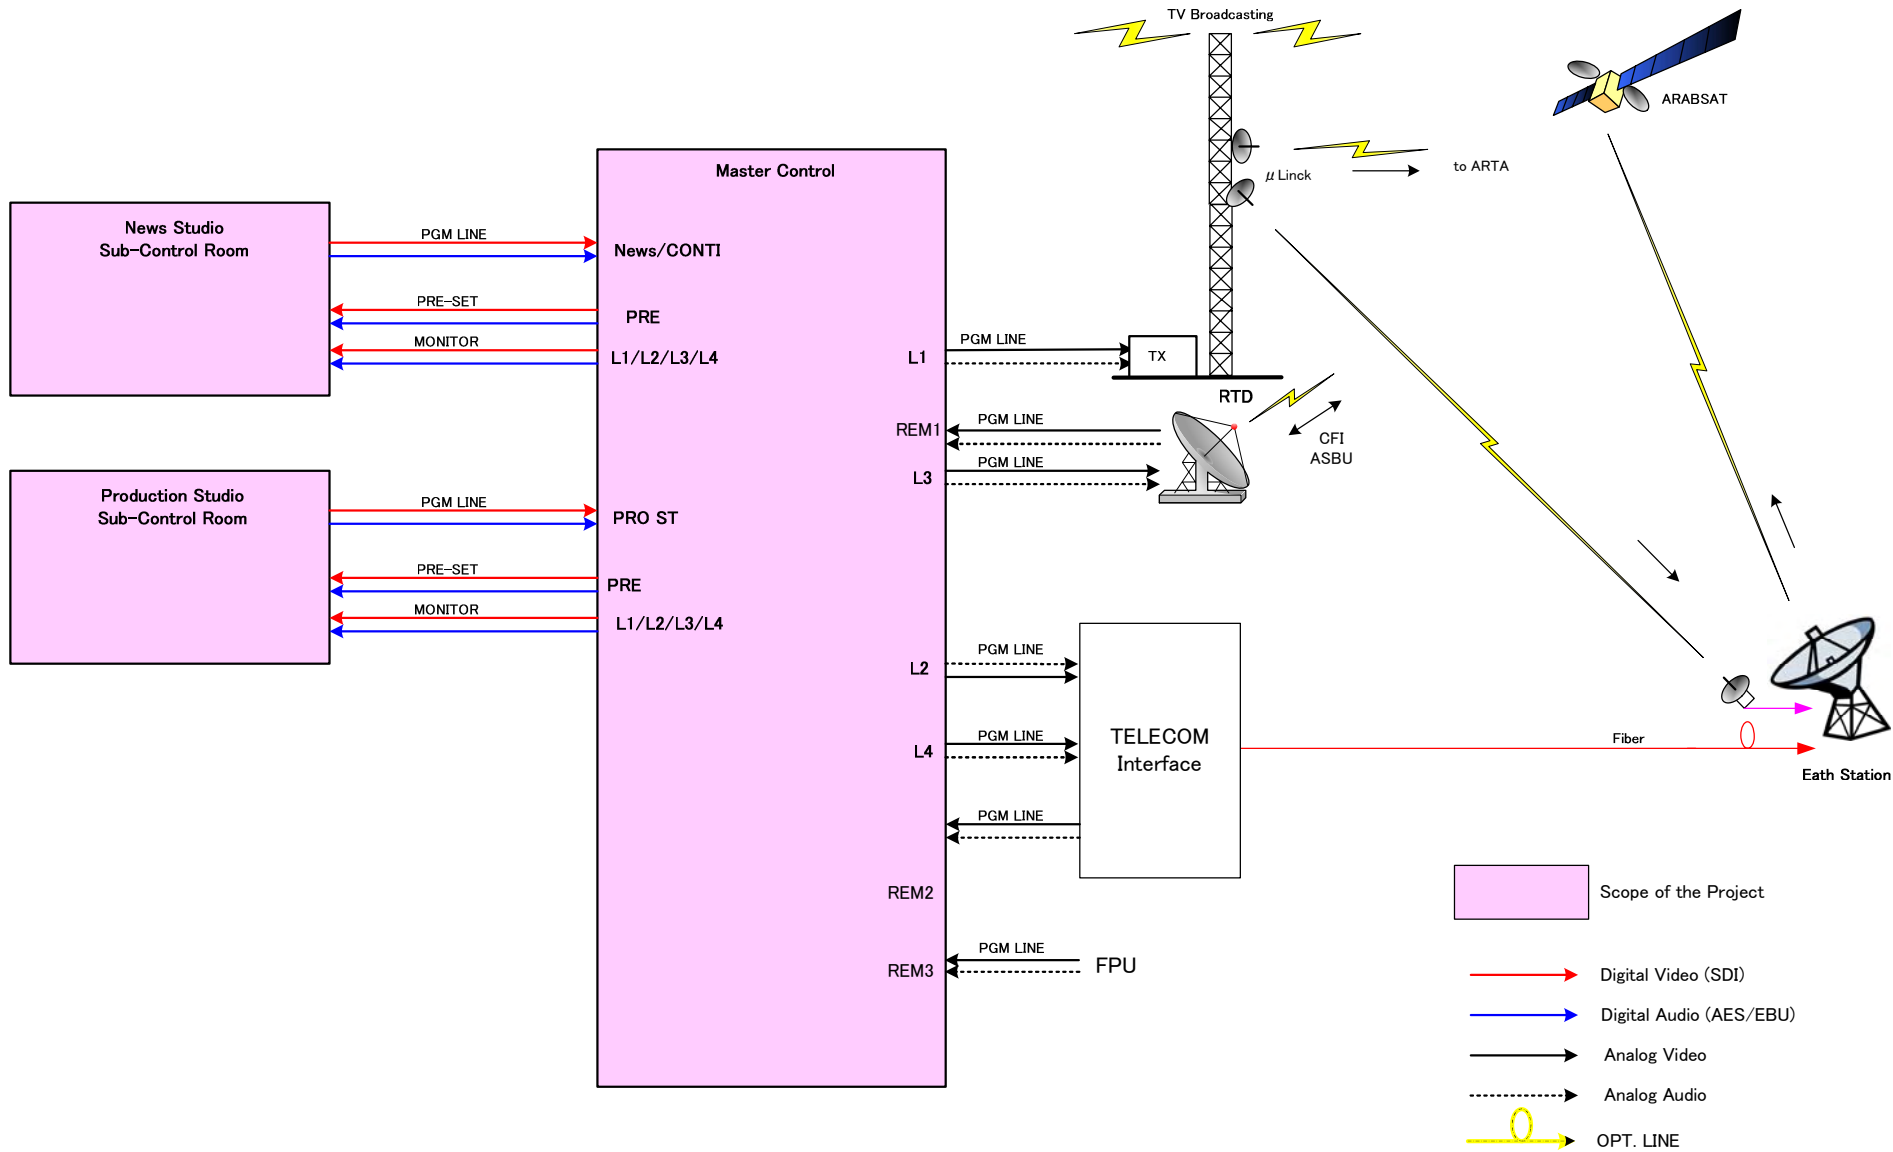 TV Broadcasting
ARABSAT
Master Control
to ARTA
μ Linck
News Studio
Sub-Control Room
PGM LINE
News/CONTI
PRE-SET
PRE
MONITOR
L1/L2/L3/L4
L1
PGM LINE
TX
RTD
REM1
PGM LINE
CFI
ASBU
L3
PGM LINE
Production Studio
Sub-Control Room
PGM LINE
PRO ST
PRE-SET
PRE
MONITOR
L1/L2/L3/L4
L2
PGM LINE
L4
PGM LINE
TELECOM
Interface
Fiber
Eath Station
PGM LINE
REM2
REM3
PGM LINE
FPU
Scope of the Project
Digital Video (SDI)
Digital Audio (AES/EBU)
Analog Video
Analog Audio
OPT. LINE